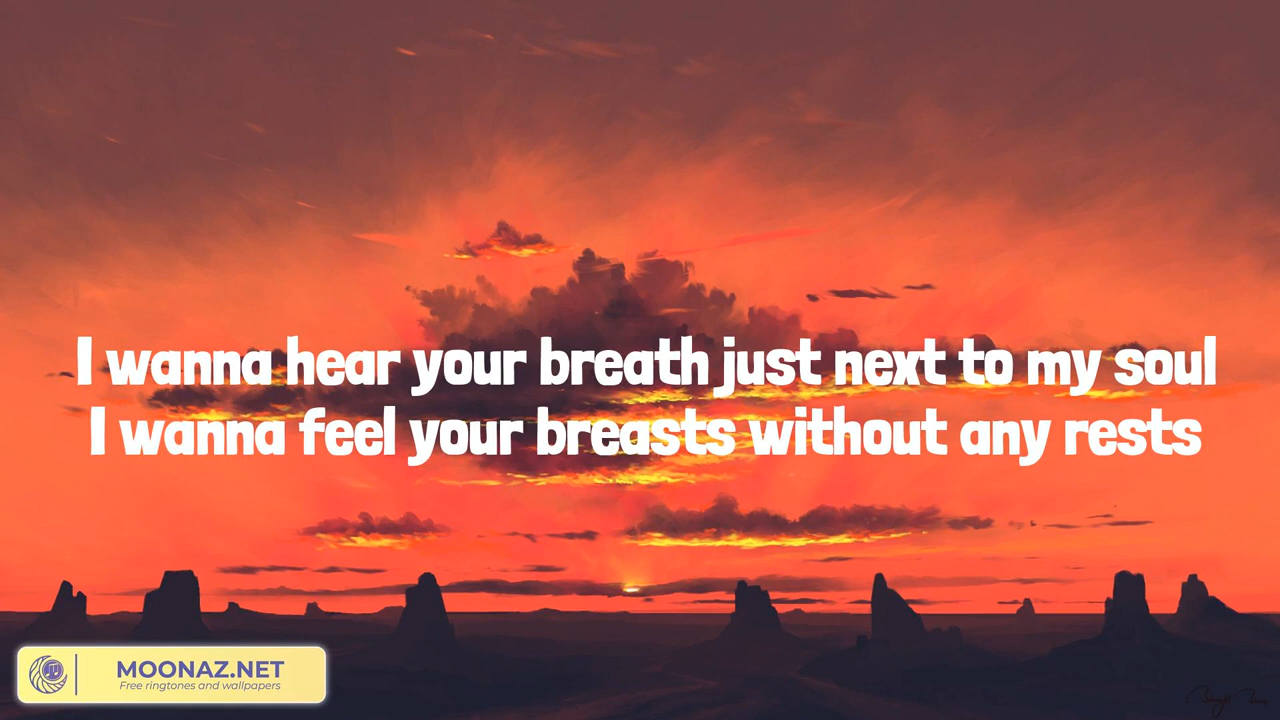 I wanna hear your breath just next to my soul
I wanna feel your breasts without any rests
MOONAZ.NET
Free ringtones and wallpapers